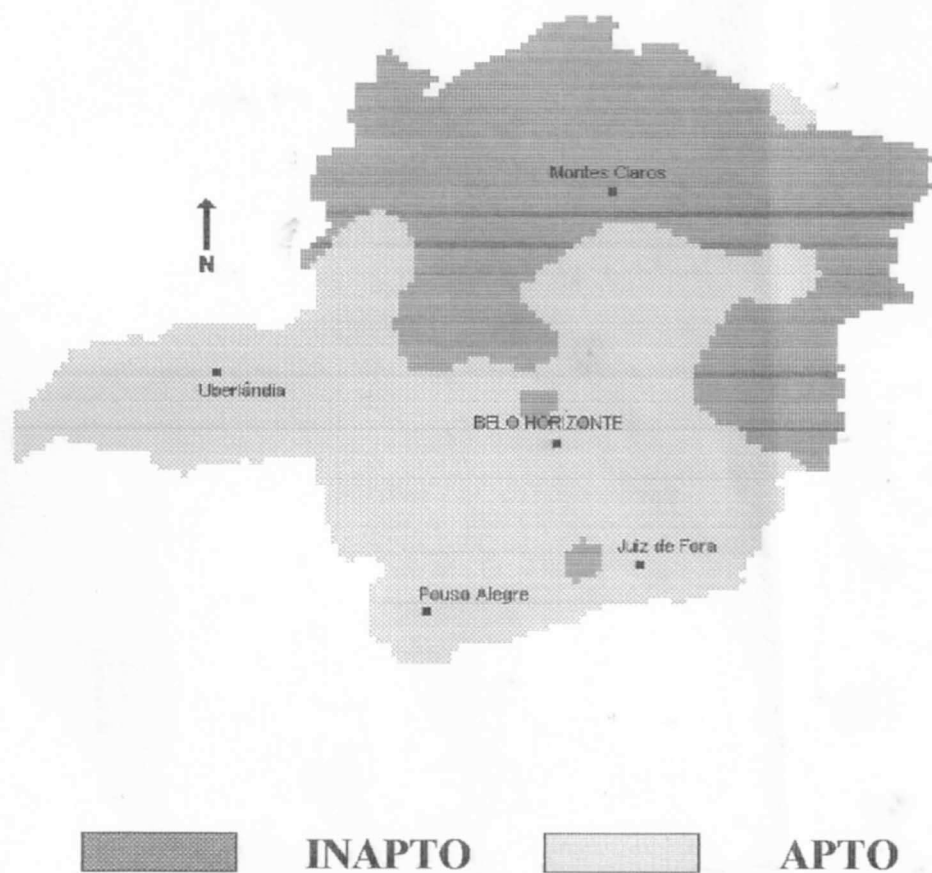 Montes Claros
N
Uberlândia
BELO HORIZONTE
Juiz de Fora
Pouso Alegre
INAPTO APTO